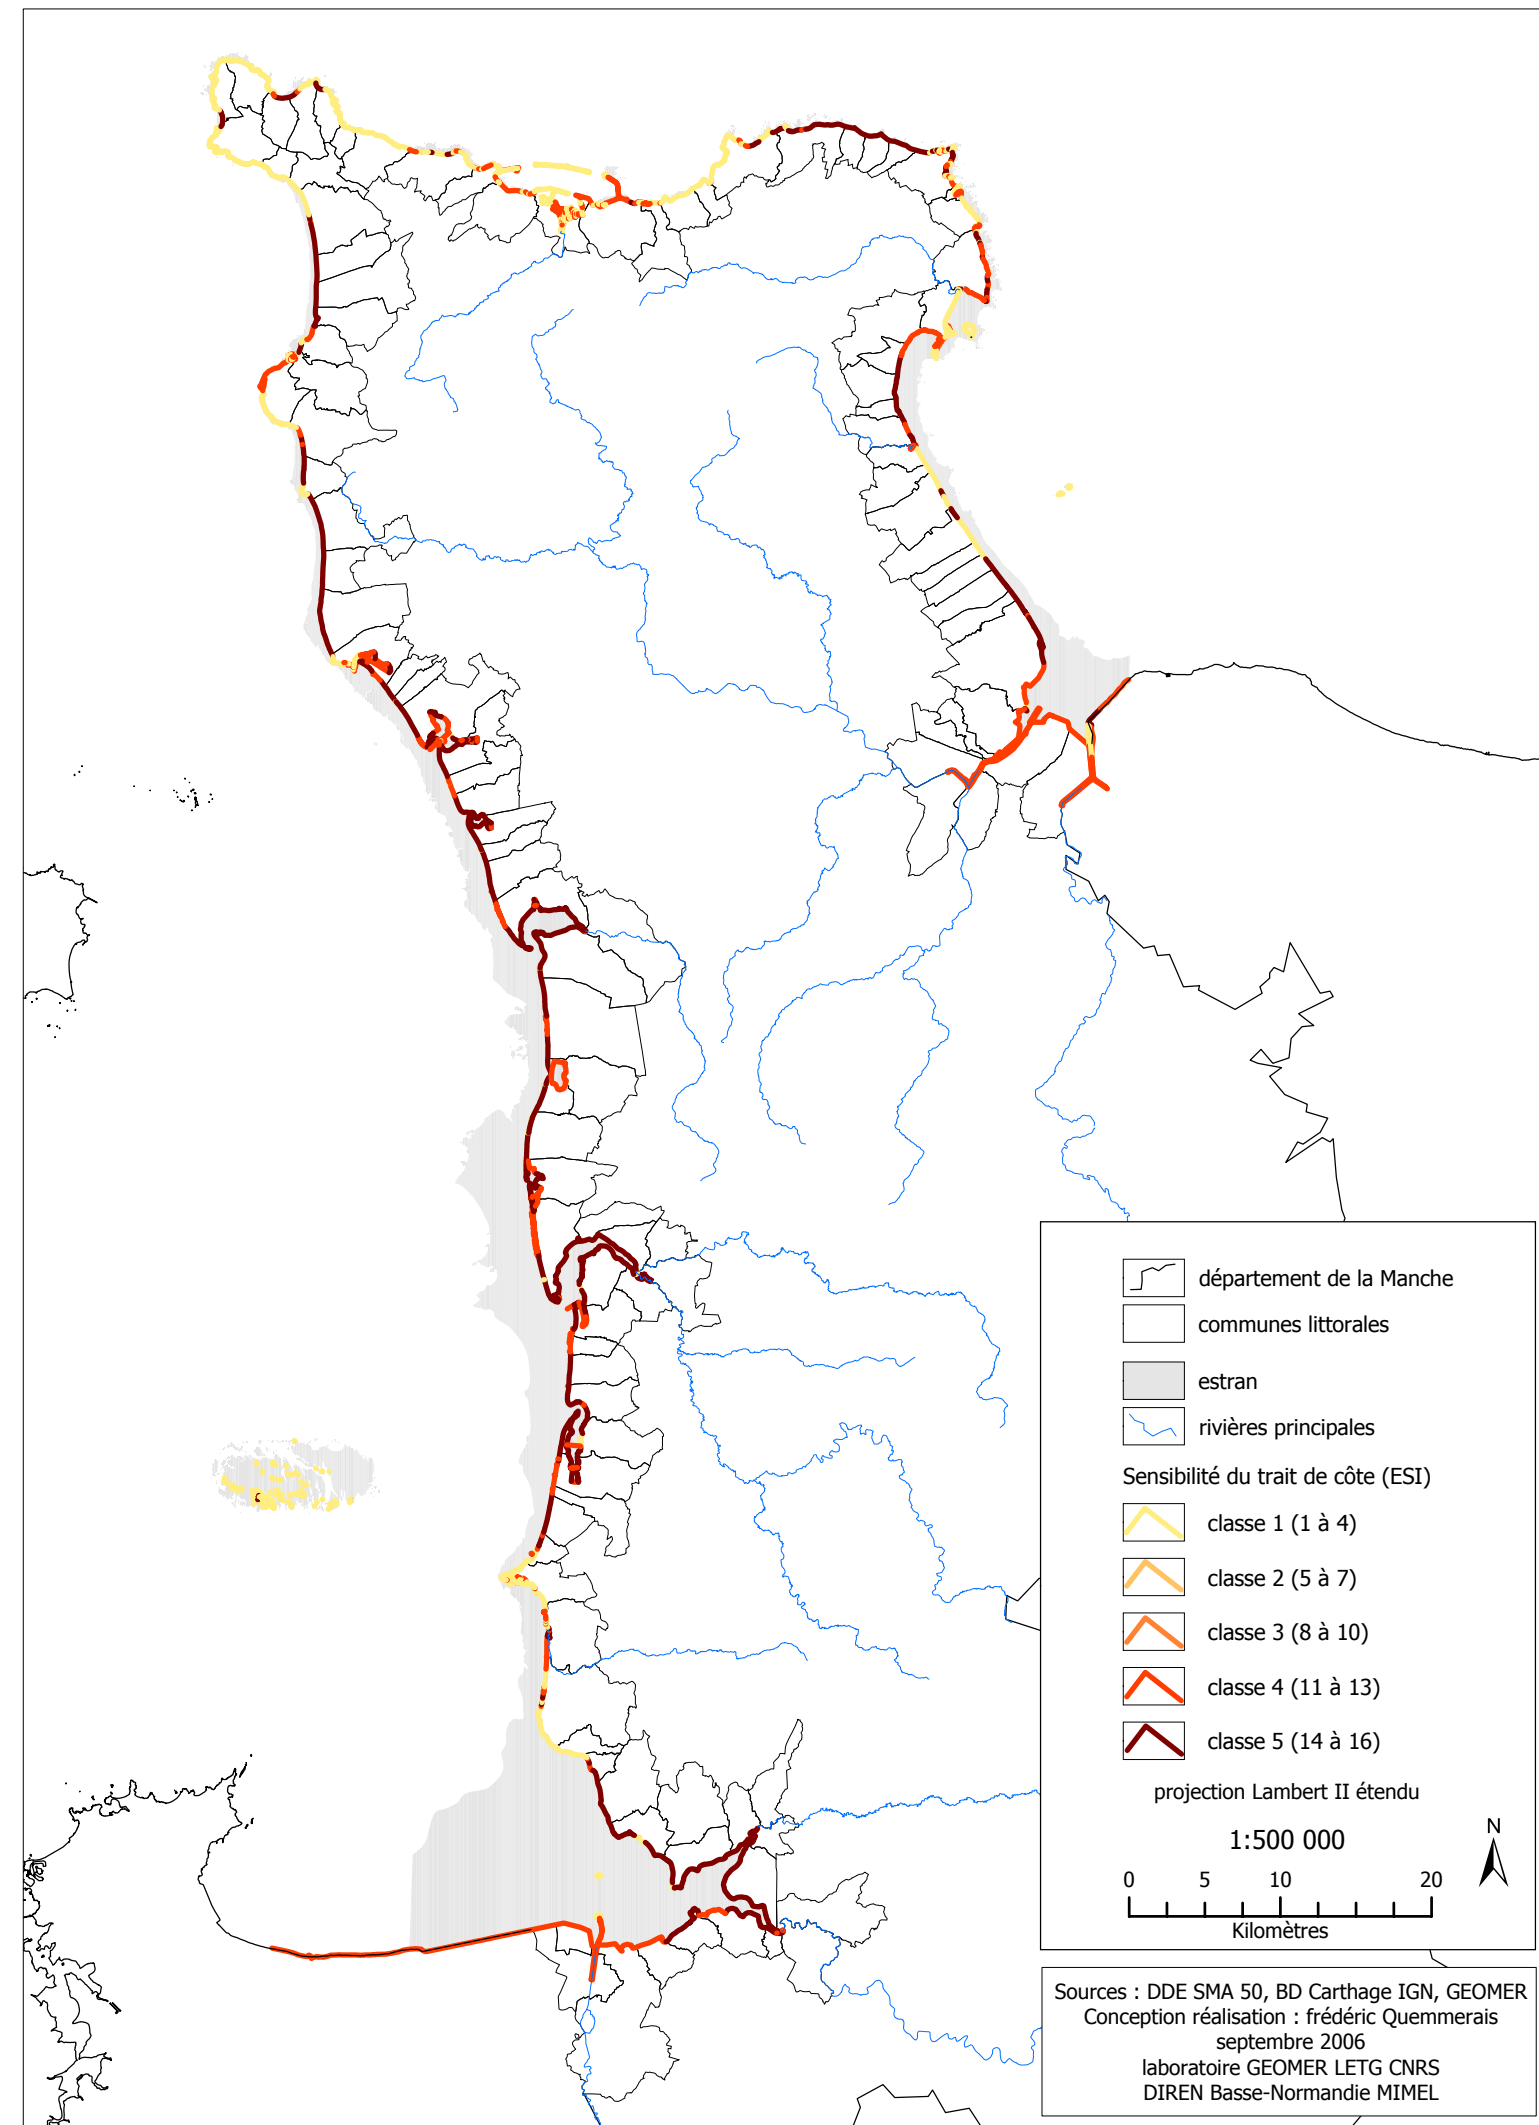 département de la Manche
communes littorales
estran
rivières principales
Sensibilité du trait de côte (ESI)
classe 1 (1 à 4)
classe 2 (5 à 7)
classe 3 (8 à 10)
classe 4 (11 à 13)
classe 5 (14 à 16)
projection Lambert II étendu
1:500 000
N
0 5 10 20
Kilomètres
Sources : DDE SMA 50, BD Carthage IGN, GEOMER
Conception réalisation : frédéric Quemmerais
septembre 2006
laboratoire GEOMER LETG CNRS
DIREN Basse-Normandie MIMEL